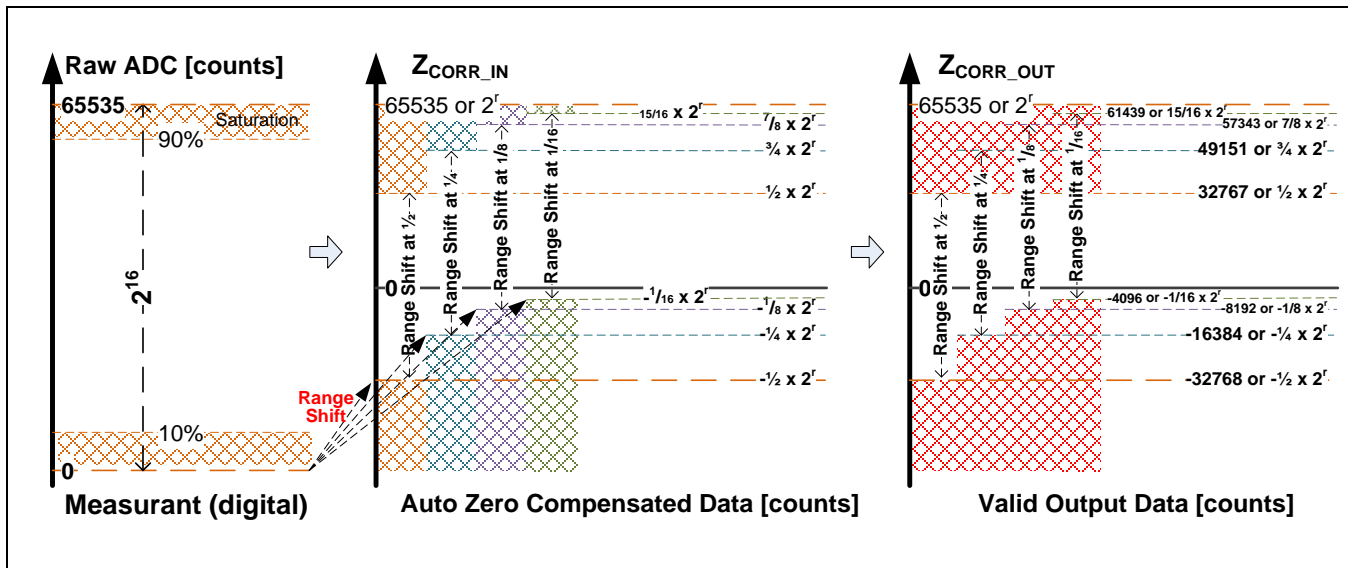 Raw ADC [counts]
65535
Saturation
90%
2^16
10%
0
Measurant (digital)
Range
Shift
Z_CORR_IN
65535 or 2^r
15/16 x 2^r
7/8 x 2^r
¾ x 2^r
½ x 2^r
0
-1/16 x 2^r
-1/8 x 2^r
-¼ x 2^r
-½ x 2^r
Range Shift at ½
Range Shift at ¼
Range Shift at 1/8
Range Shift at 1/16
Auto Zero Compensated Data [counts]
Z_CORR_OUT
65535 or 2^r
61439 or 15/16 x 2^r
57343 or 7/8 x 2^r
49151 or ¾ x 2^r
32767 or ½ x 2^r
0
-4096 or -1/16 x 2^r
-8192 or -1/8 x 2^r
-16384 or -¼ x 2^r
-32768 or -½ x 2^r
Range Shift at ½
Range Shift at ¼
Range Shift at 1/8
Range Shift at 1/16
Valid Output Data [counts]